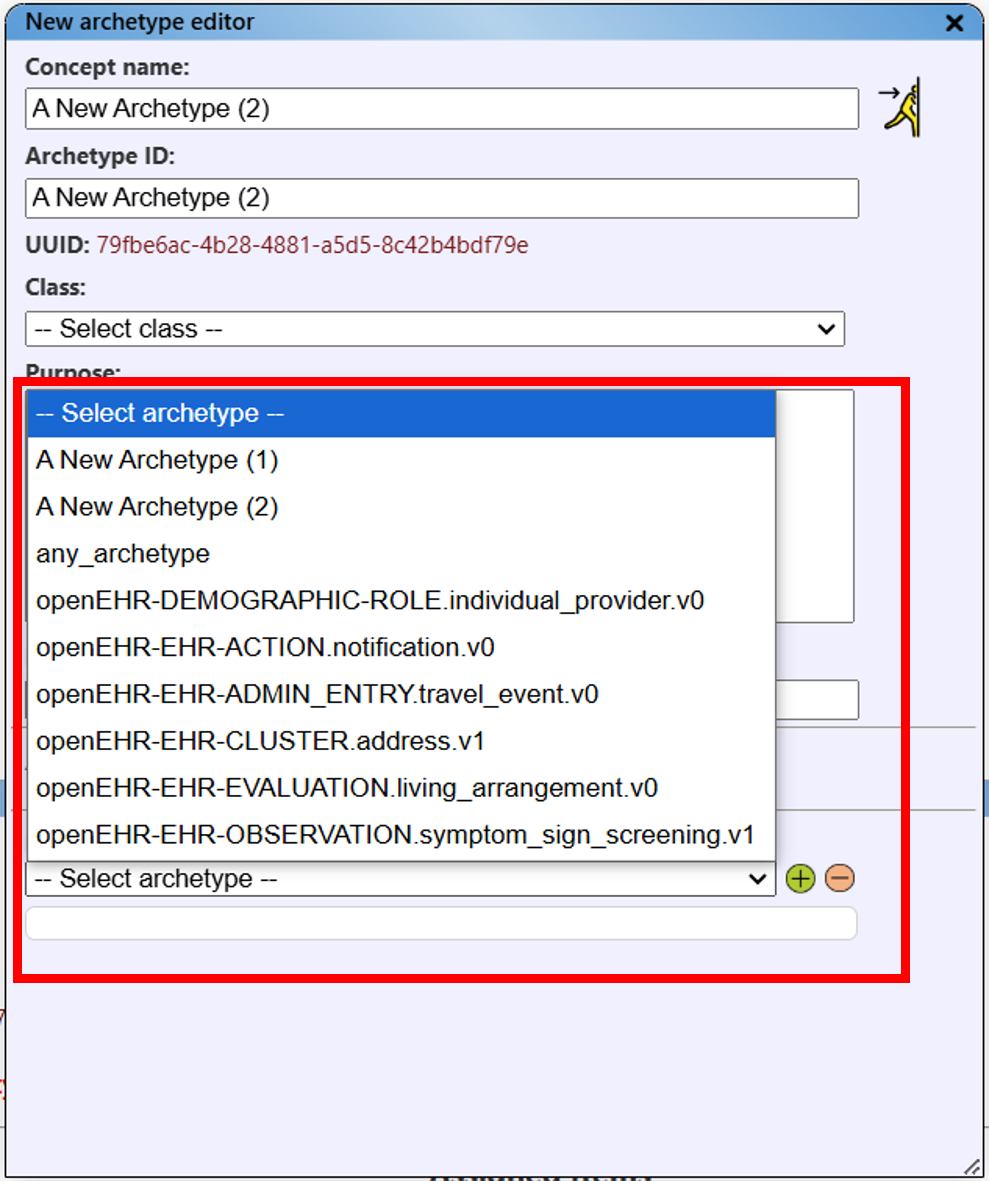 New archetype editor
Concept name:
A New Archetype (2)
Archetype ID:
A New Archetype (2)
UUID: 79fbe6ac-4b28-4881-a5d5-8c42b4bdf79e
Class:
-- Select class --
Purpose:
-- Select archetype --
A New Archetype (1)
A New Archetype (2)
any_archetype
openEHR-DEMOGRAPHIC-ROLE.individual_provider.v0
openEHR-EHR-ACTION.notification.v0
openEHR-EHR-ADMIN_ENTRY.travel_event.v0
openEHR-EHR-CLUSTER.address.v1
openEHR-EHR-EVALUATION.living_arrangement.v0
openEHR-EHR-OBSERVATION.symptom_sign_screening.v1
-- Select archetype --